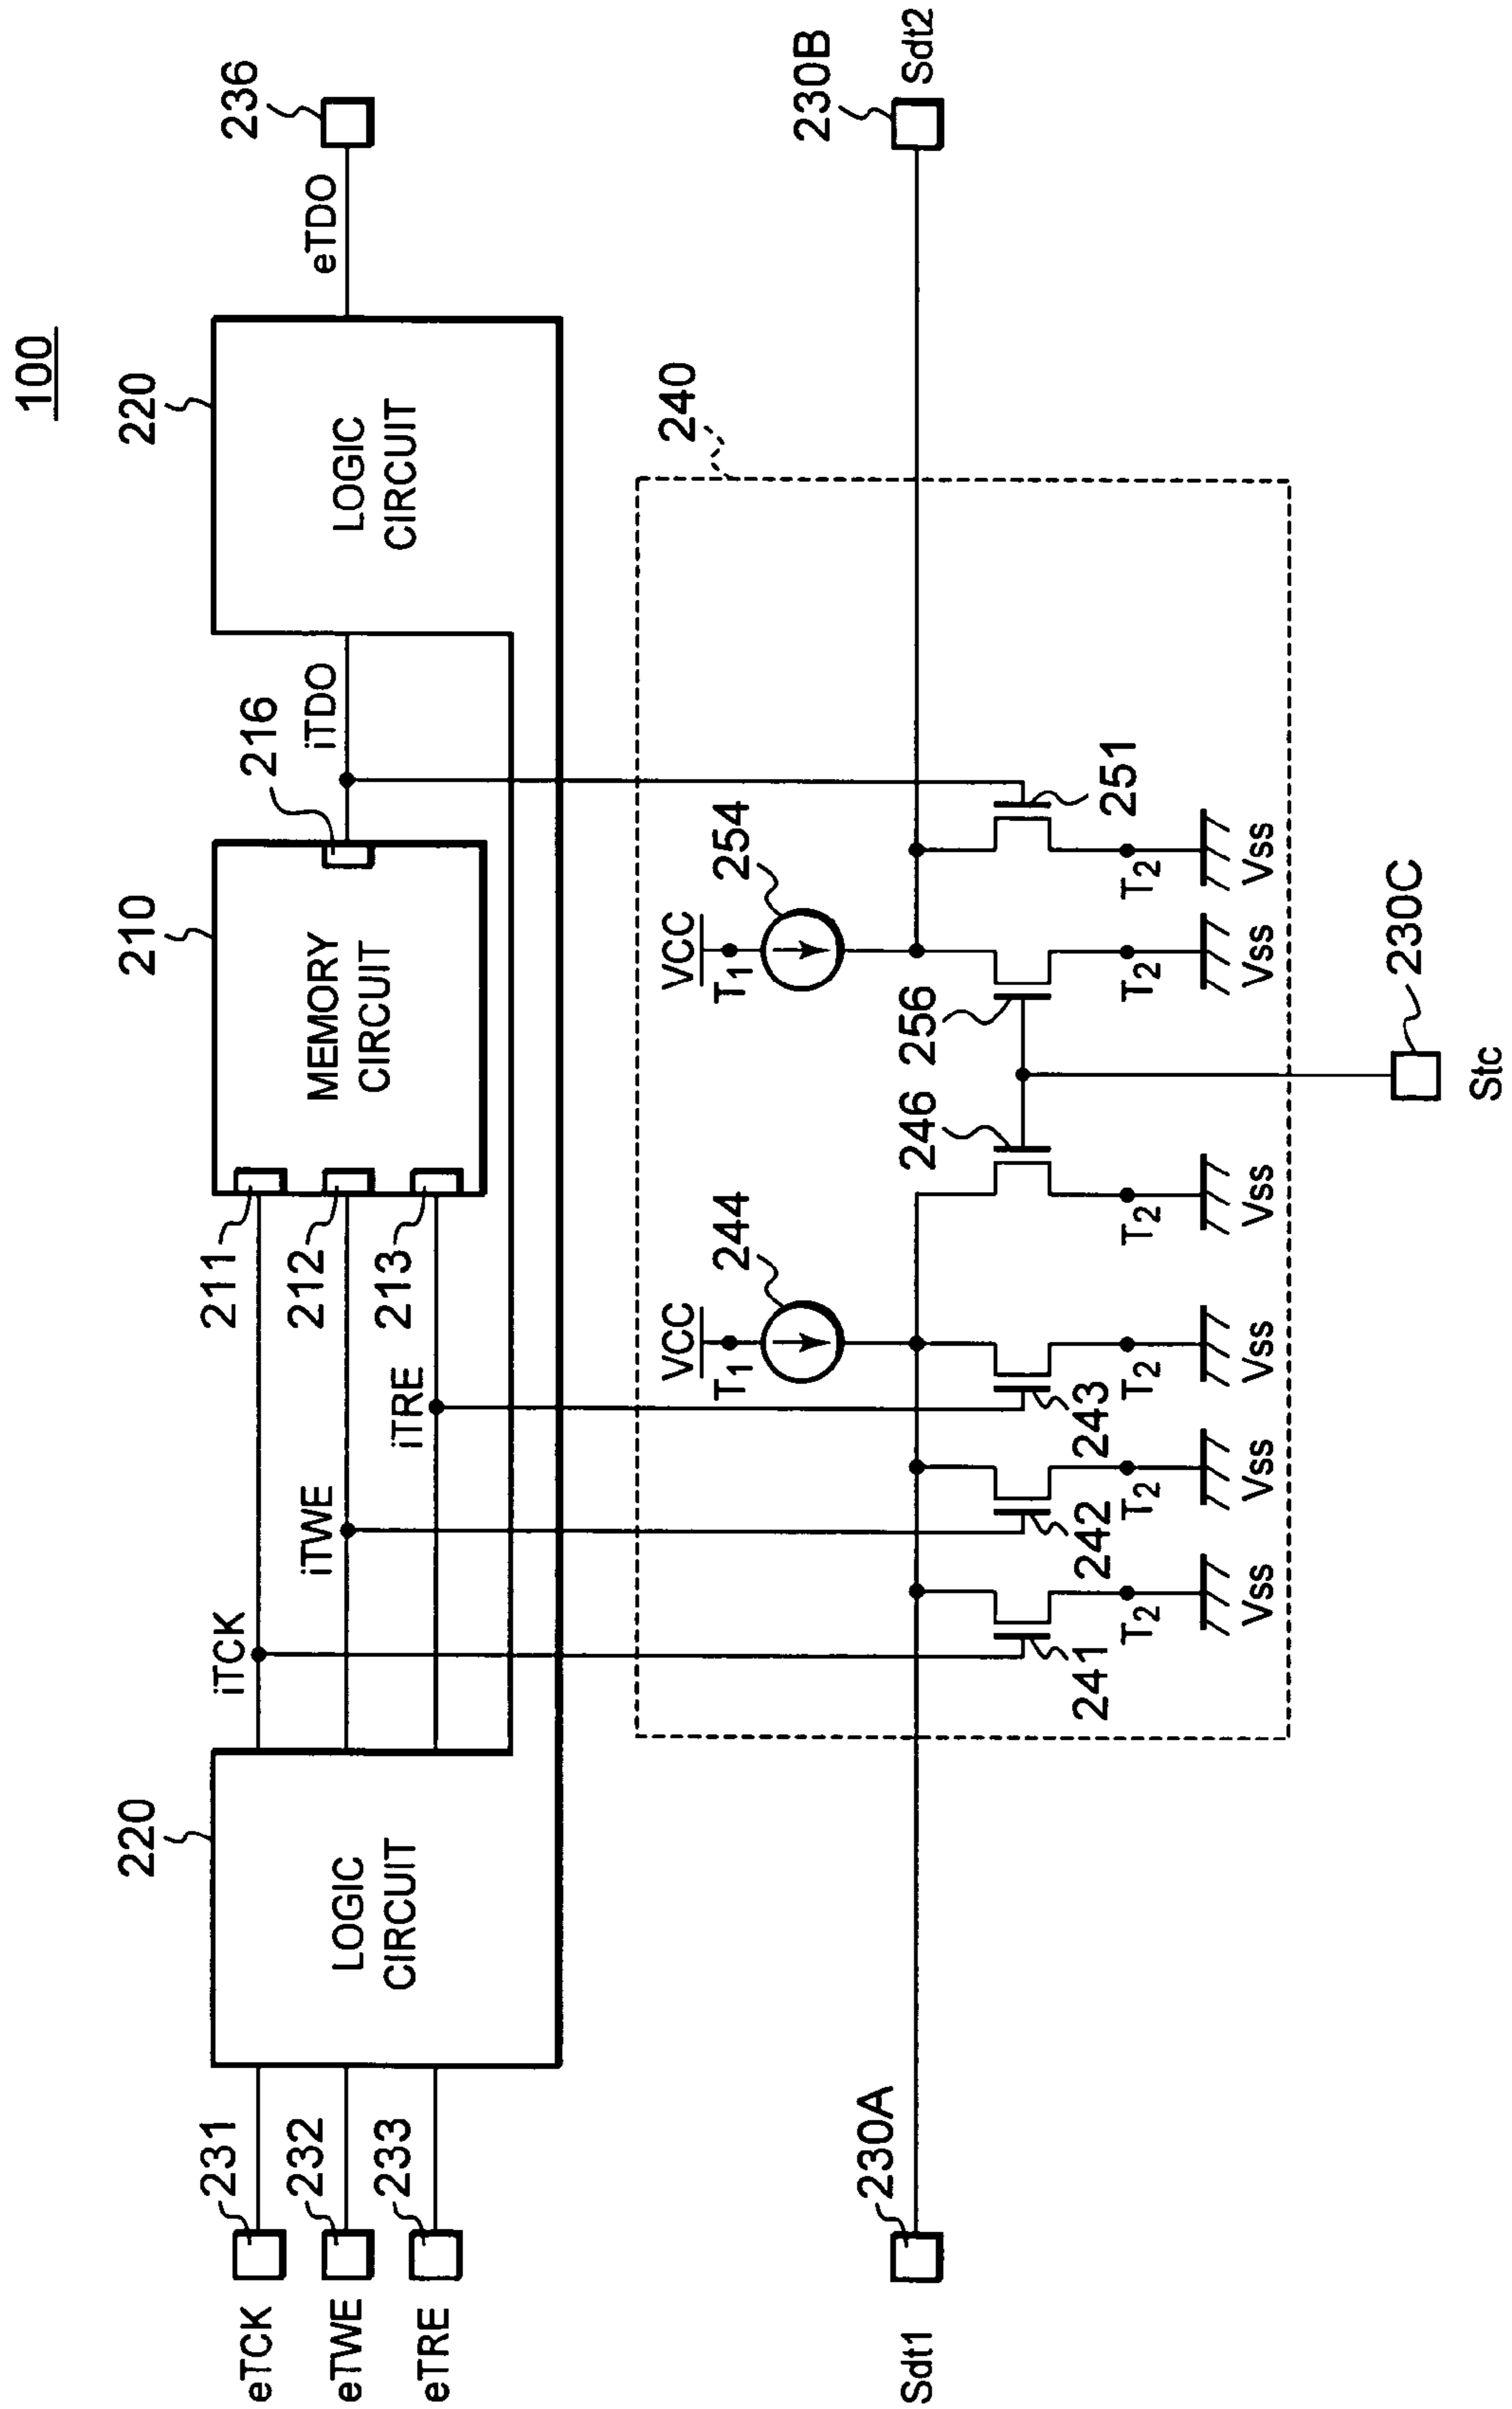 100
220
210
216
220
236
231
232
233
211
212
213
eTCK
eTWE
eTRE
iTCK
iTWE
iTRE
iTDO
eTDO
LOGIC
CIRCUIT
MEMORY
CIRCUIT
LOGIC
CIRCUIT
240
230A
230B
Sdt1
Sdt2
VCC
T1
244
VCC
T1
254
241
242
243
246
256
251
T2
T2
T2
T2
T2
T2
Vss
Vss
Vss
Vss
Vss
Vss
230C
Stc